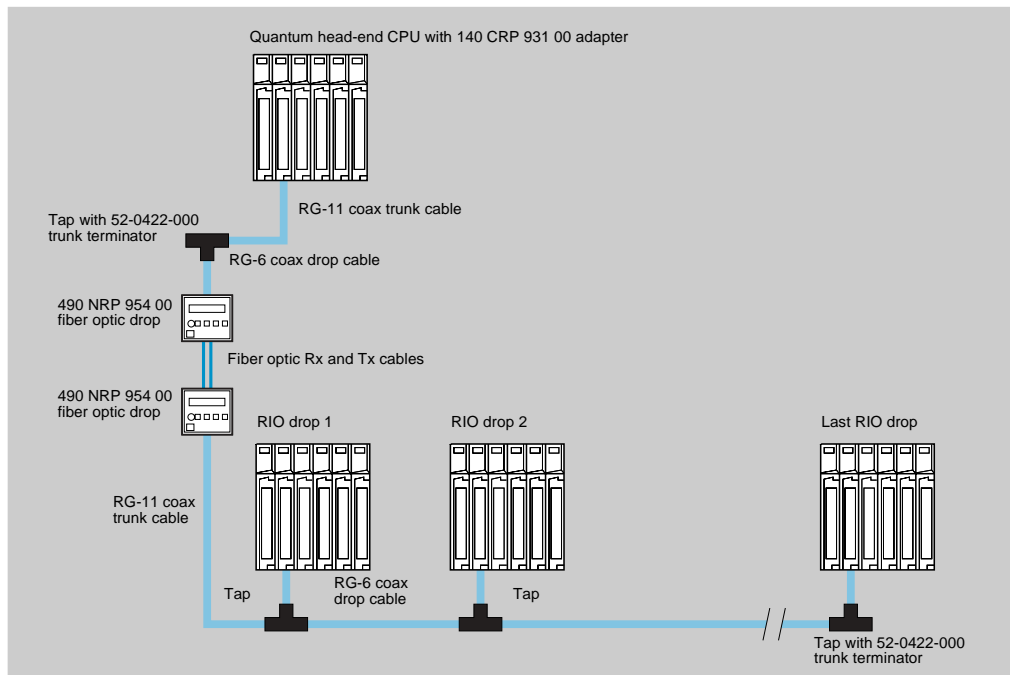 Quantum head-end CPU with 140 CRP 931 00 adapter
RG-11 coax trunk cable
Tap with 52-0422-000
trunk terminator
RG-6 coax drop cable
490 NRP 954 00
fiber optic drop
Fiber optic Rx and Tx cables
490 NRP 954 00
fiber optic drop
RIO drop 1
RIO drop 2
Last RIO drop
RG-11 coax
trunk cable
Tap
RG-6 coax
drop cable
Tap
Tap with 52-0422-000
trunk terminator